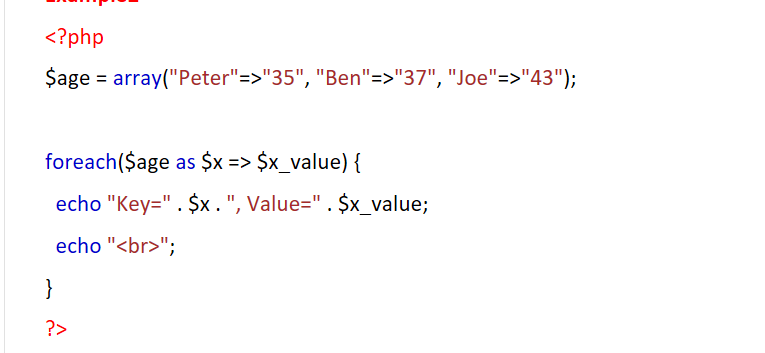 <?php
$age = array("Peter"=>"35", "Ben"=>"37", "Joe"=>"43");
foreach($age as $x => $x_value) {
echo "Key=" . $x . ", Value=" . $x_value;
echo "<br>";
}
?>